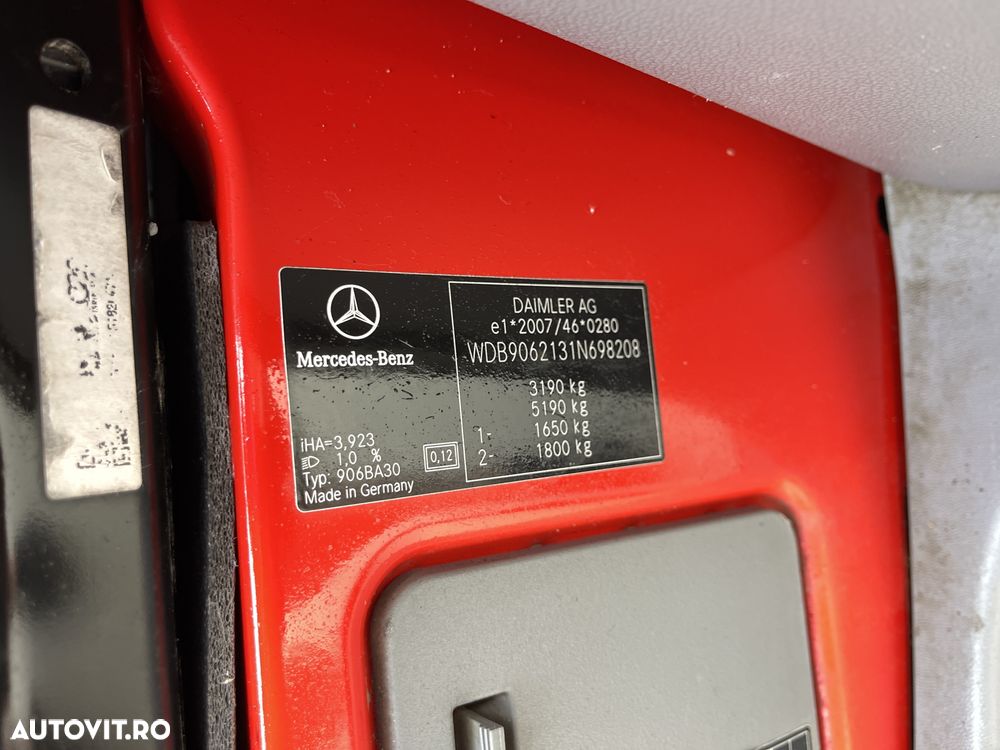 Mercedes-Benz
iHA=3,923
1,0 %
Typ: 906BA30
Made in Germany
0,12
DAIMLER AG
e1*2007/46*0280
WDB9062131N698208
3190 kg
5190 kg
1- 1650 kg
2- 1800 kg
AUTOVIT.RO